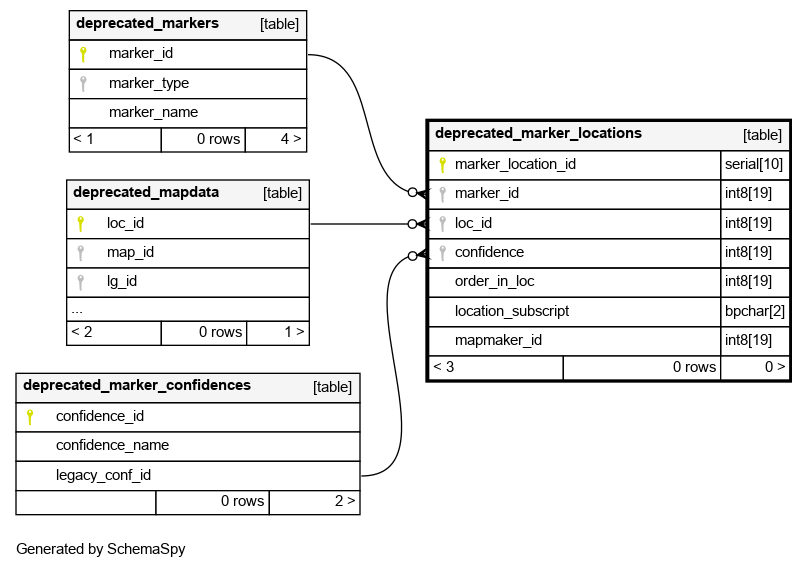 deprecated_markers [table]
marker_id
marker_type
marker_name
< 1 0 rows 4 >
deprecated_mapdata [table]
loc_id
map_id
lg_id
...
< 2 0 rows 1 >
deprecated_marker_confidences [table]
confidence_id
confidence_name
legacy_conf_id
0 rows 2 >
deprecated_marker_locations [table]
marker_location_id serial[10]
marker_id int8[19]
loc_id int8[19]
confidence int8[19]
order_in_loc int8[19]
location_subscript bpchar[2]
mapmaker_id int8[19]
< 3 0 rows 0 >
Generated by SchemaSpy